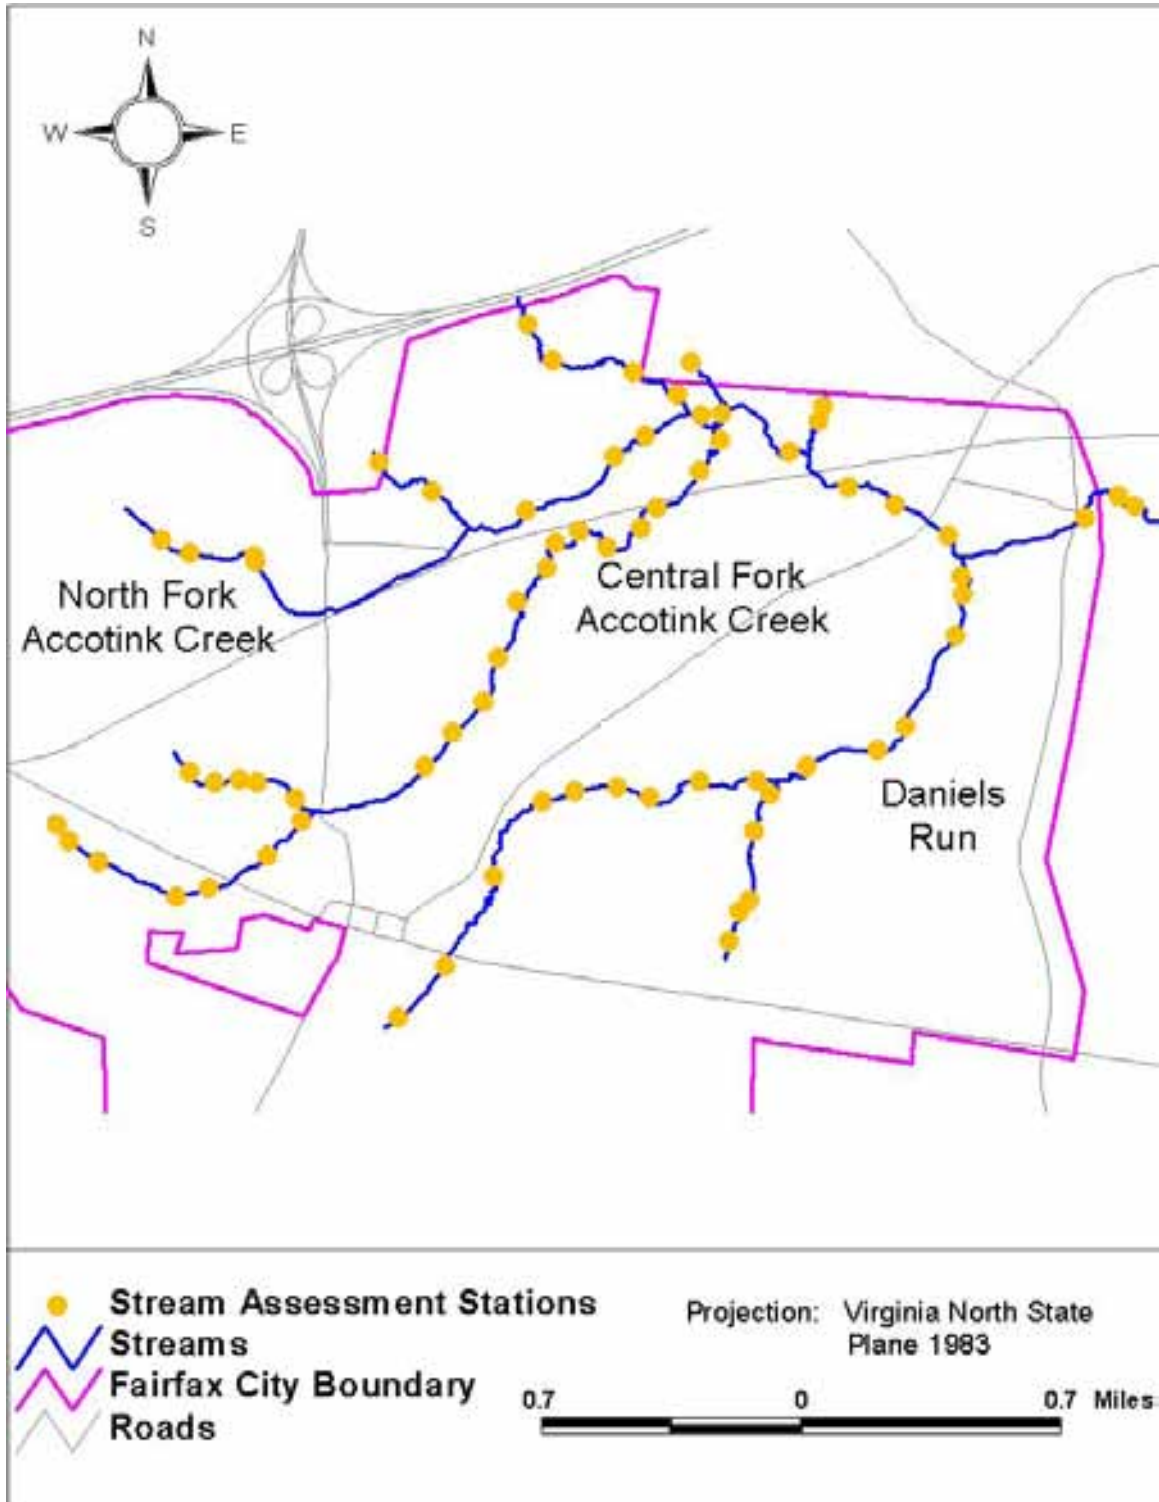 N
W E
S
North Fork
Accotink Creek
Central Fork
Accotink Creek
Daniels
Run
Stream Assessment Stations
Streams
Fairfax City Boundary
Roads
Projection: Virginia North State
Plane 1983
0.7 0 0.7 Miles